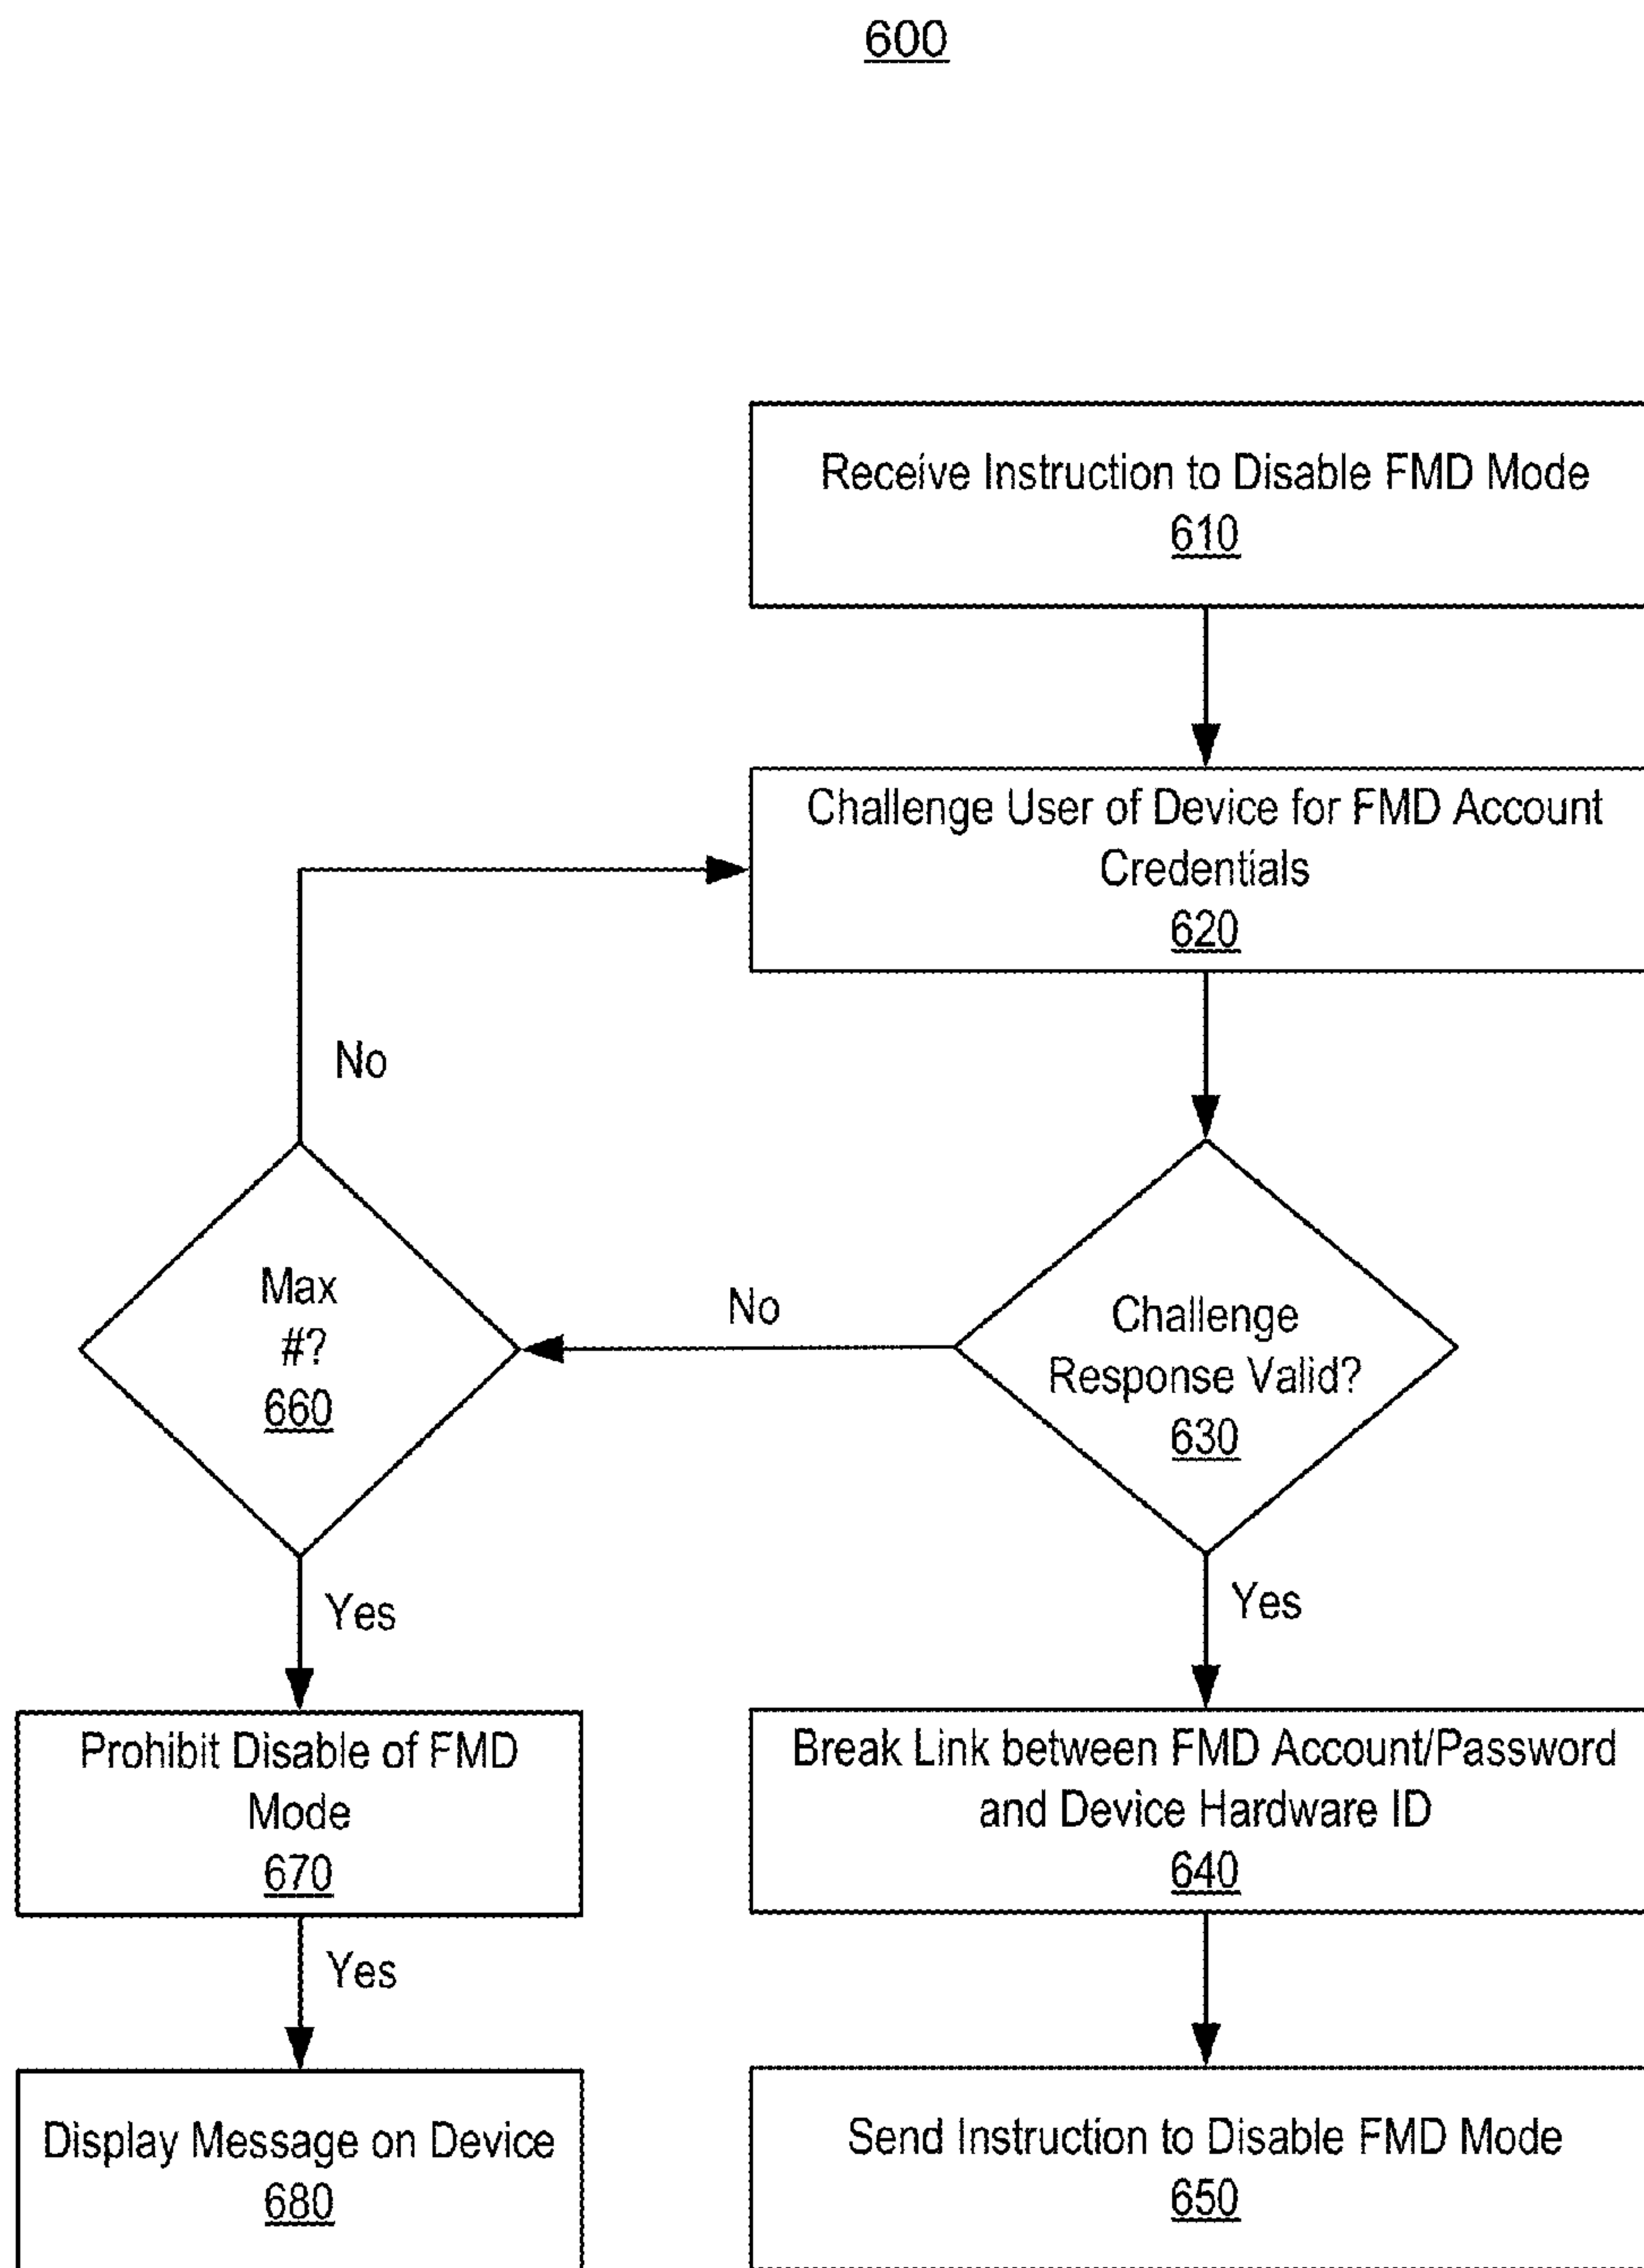 600
Receive Instruction to Disable FMD Mode
610
Challenge User of Device for FMD Account
Credentials
620
No
Max
#?
660
No
Challenge
Response Valid?
630
Yes
Yes
Prohibit Disable of FMD
Mode
670
Break Link between FMD Account/Password
and Device Hardware ID
640
Yes
Display Message on Device
680
Send Instruction to Disable FMD Mode
650